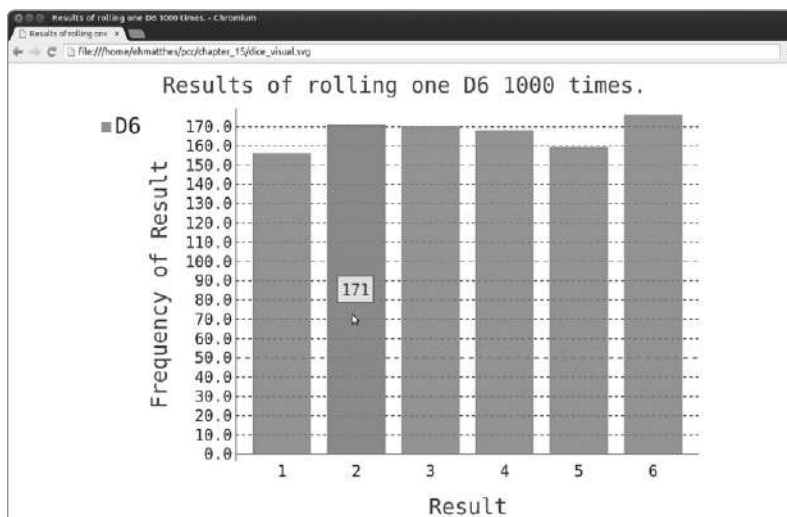 Results of rolling one D6 1000 times. - Chromium
Results of rolling one
file:///home/ehmatthes/pcc/chapter_15/dice_visual.svg
Results of rolling one D6 1000 times.
D6
Frequency of Result
170.0
160.0
150.0
140.0
130.0
120.0
110.0
100.0
90.0
80.0
70.0
60.0
50.0
40.0
30.0
20.0
10.0
0.0
171
1 2 3 4 5 6
Result